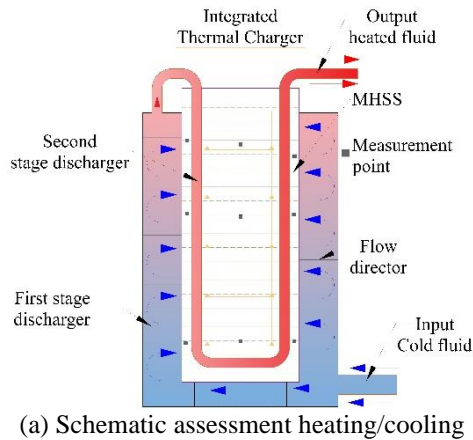 Integrated
Thermal Charger
Output
heated fluid
MHSS
Second
stage discharger
Measurement
point
Flow
director
First stage
discharger
Input
Cold fluid
(a) Schematic assessment heating/cooling